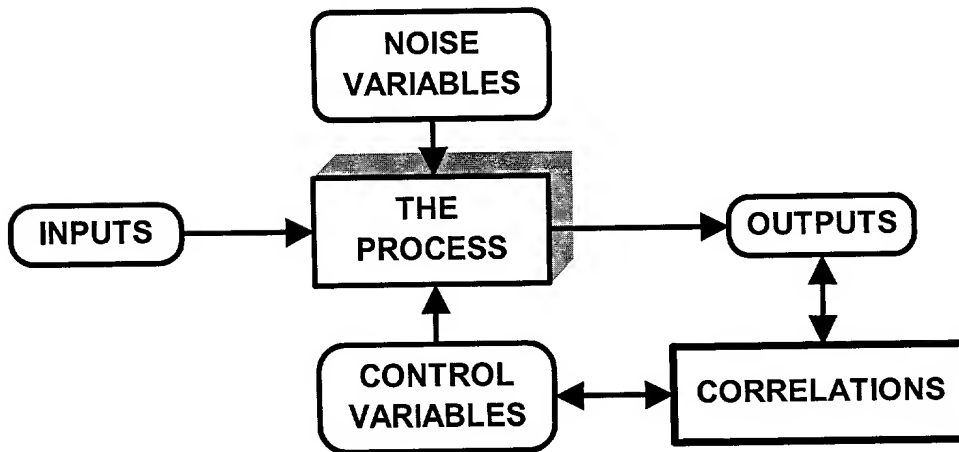 NOISE
VARIABLES
THE
PROCESS
INPUTS
OUTPUTS
CONTROL
VARIABLES
CORRELATIONS